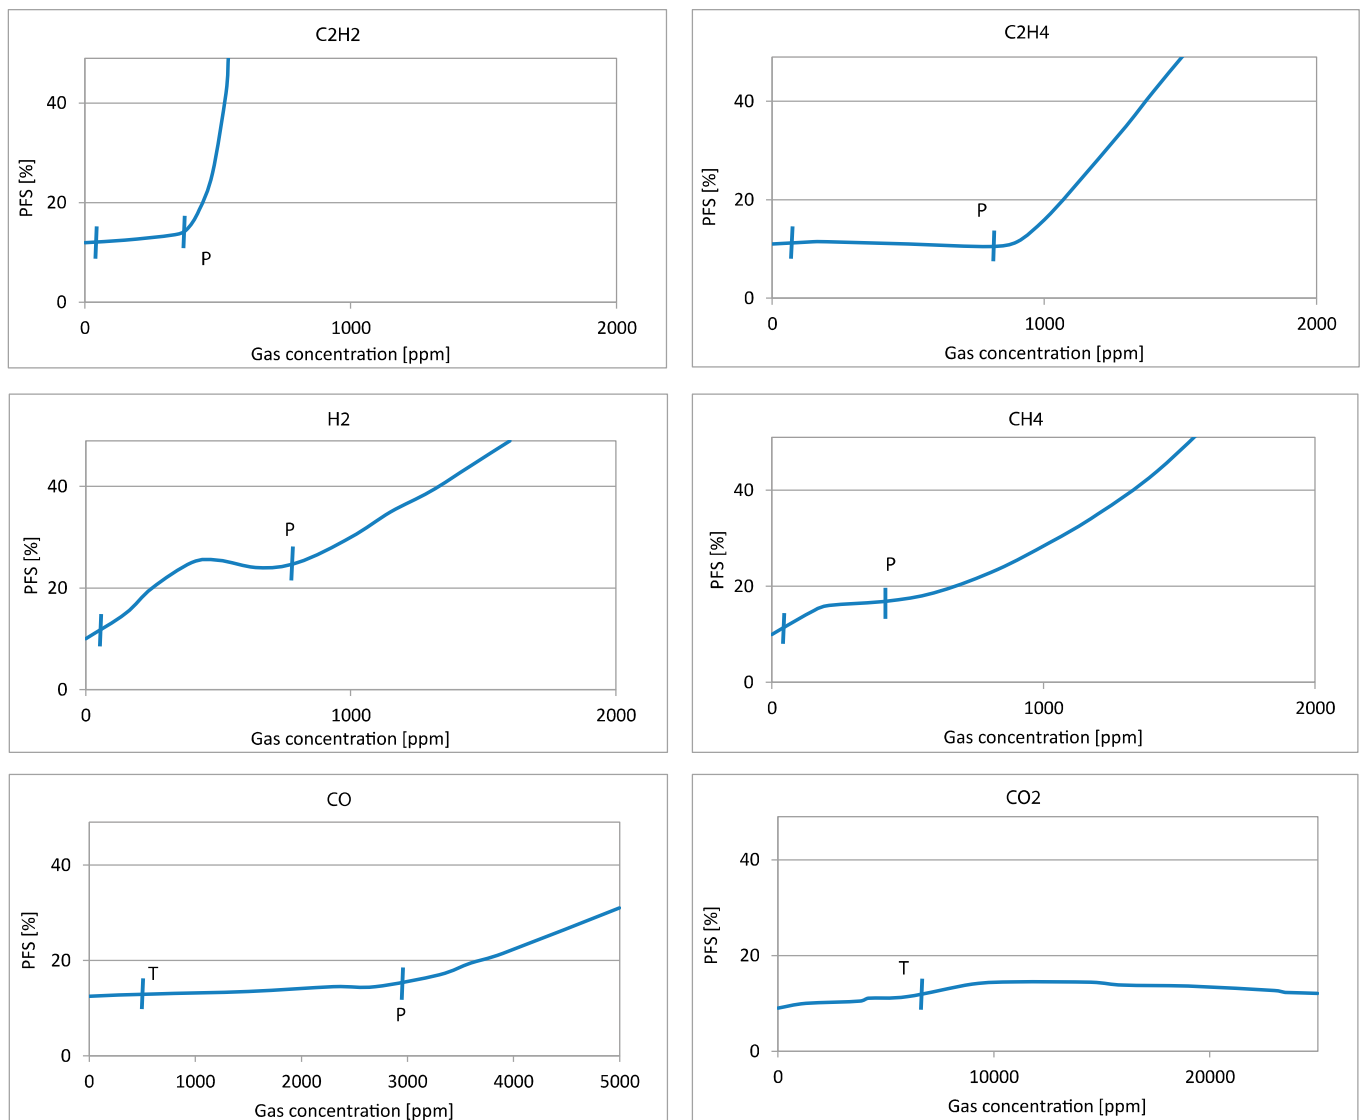 C2H2
40
20
0
PFS [%]
P
0 1000 2000
Gas concentration [ppm]
C2H4
40
20
0
PFS [%]
P
0 1000 2000
Gas concentration [ppm]
H2
40
20
0
PFS [%]
P
0 1000 2000
Gas concentration [ppm]
CH4
40
20
0
PFS [%]
P
0 1000 2000
Gas concentration [ppm]
CO
40
20
0
PFS [%]
T
P
0 1000 2000 3000 4000 5000
Gas concentration [ppm]
CO2
40
20
0
PFS [%]
T
0 10000 20000
Gas concentration [ppm]